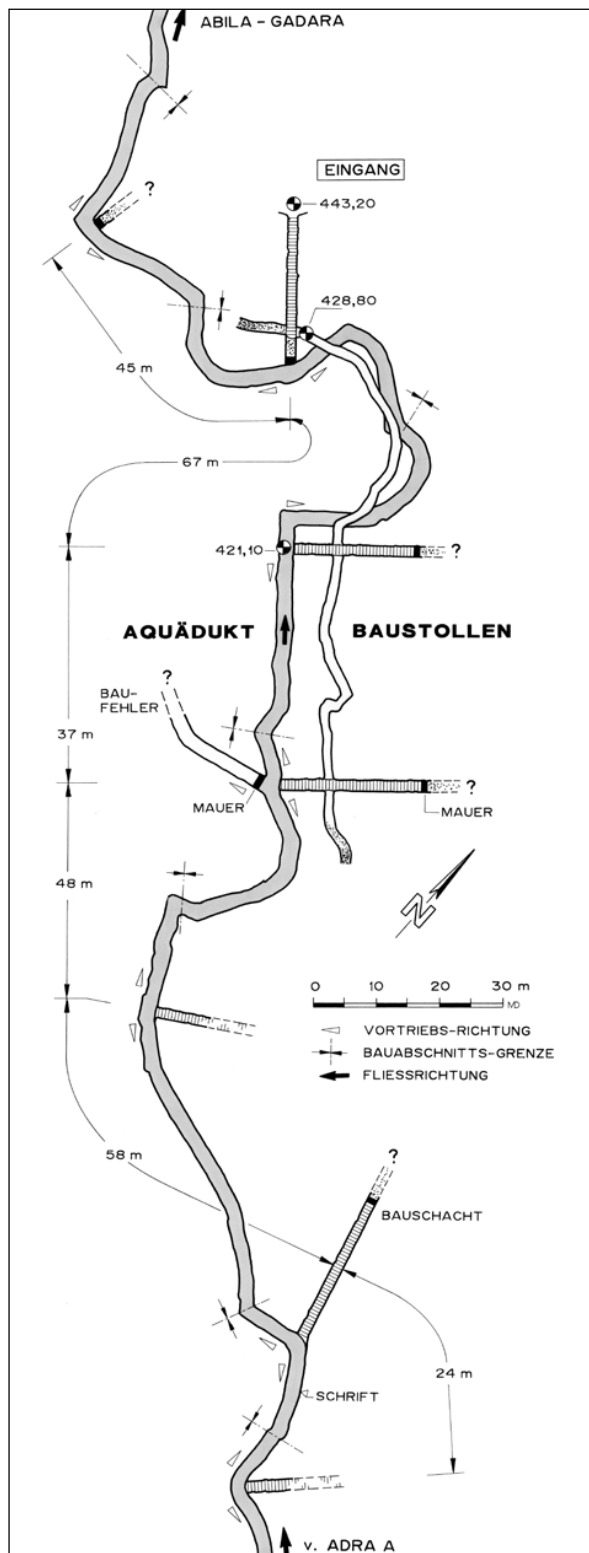 ABILA - GADARA
EINGANG
?
443,20
428,80
45 m
67 m
421,10
?
AQUÄDUKT
BAUSTOLLEN
?
BAU-
FEHLER
37 m
?
MAUER
MAUER
48 m
N
0 10 20 30 m
MD
VORTRIEBS-RICHTUNG
BAUABSCHNITTS-GRENZE
FLIESSRICHTUNG
58 m
?
BAUSCHACHT
24 m
SCHRIFT
v. ADRA A